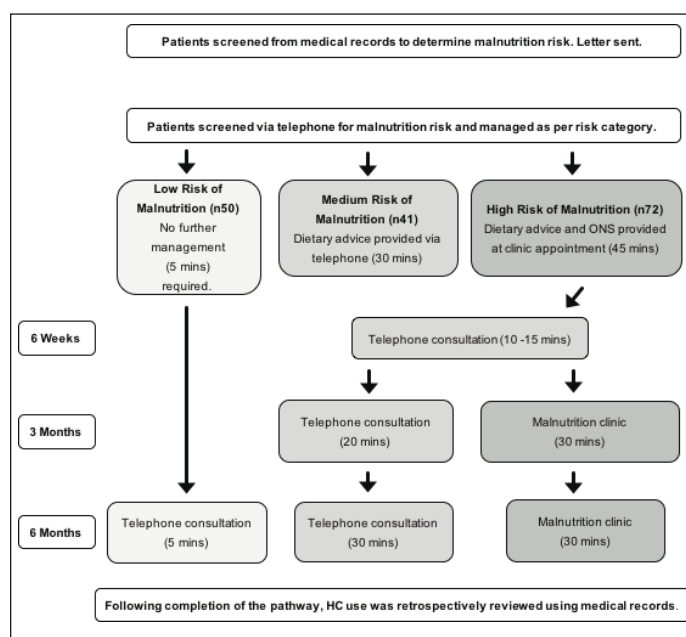 Patients screened from medical records to determine malnutrition risk. Letter sent.
Patients screened via telephone for malnutrition risk and managed as per risk category.
Low Risk of
Malnutrition (n50)
No further
management
(5 mins)
required.
Medium Risk of
Malnutrition (n41)
Dietary advice provided via
telephone (30 mins)
High Risk of Malnutrition (n72)
Dietary advice and ONS provided
at clinic appointment (45 mins)
6 Weeks
Telephone consultation (10 -15 mins)
3 Months
Telephone consultation
(20 mins)
Malnutrition clinic
(30 mins)
6 Months
Telephone consultation
(5 mins)
Telephone consultation
(30 mins)
Malnutrition clinic
(30 mins)
Following completion of the pathway, HC use was retrospectively reviewed using medical records.